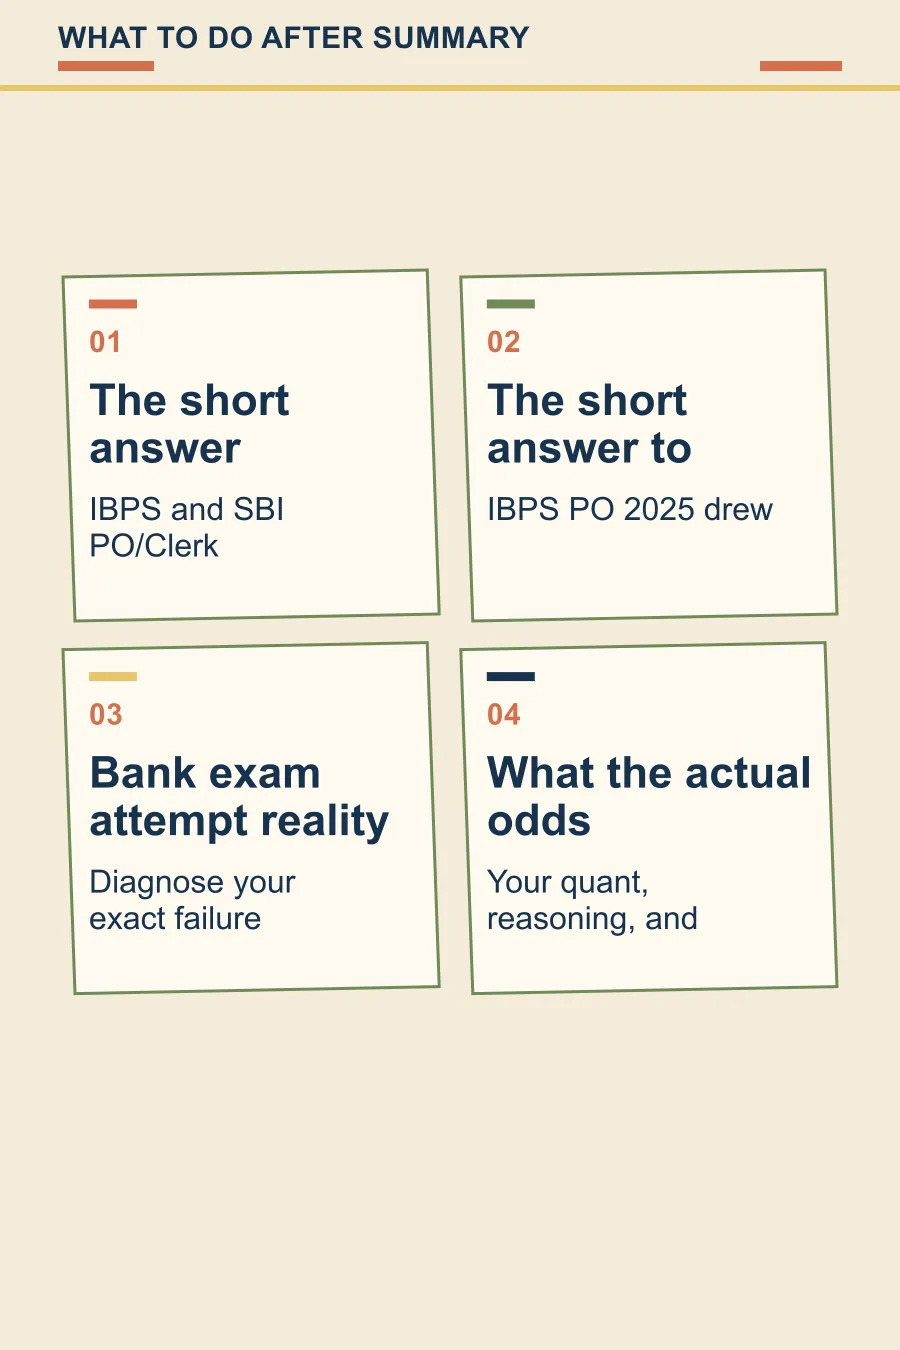 WHAT TO DO AFTER SUMMARY
01
The short
answer
IBPS and SBI
PO/Clerk
02
The short
answer to
IBPS PO 2025 drew
03
Bank exam
attempt reality
Diagnose your
exact failure
04
What the actual
odds
Your quant,
reasoning, and